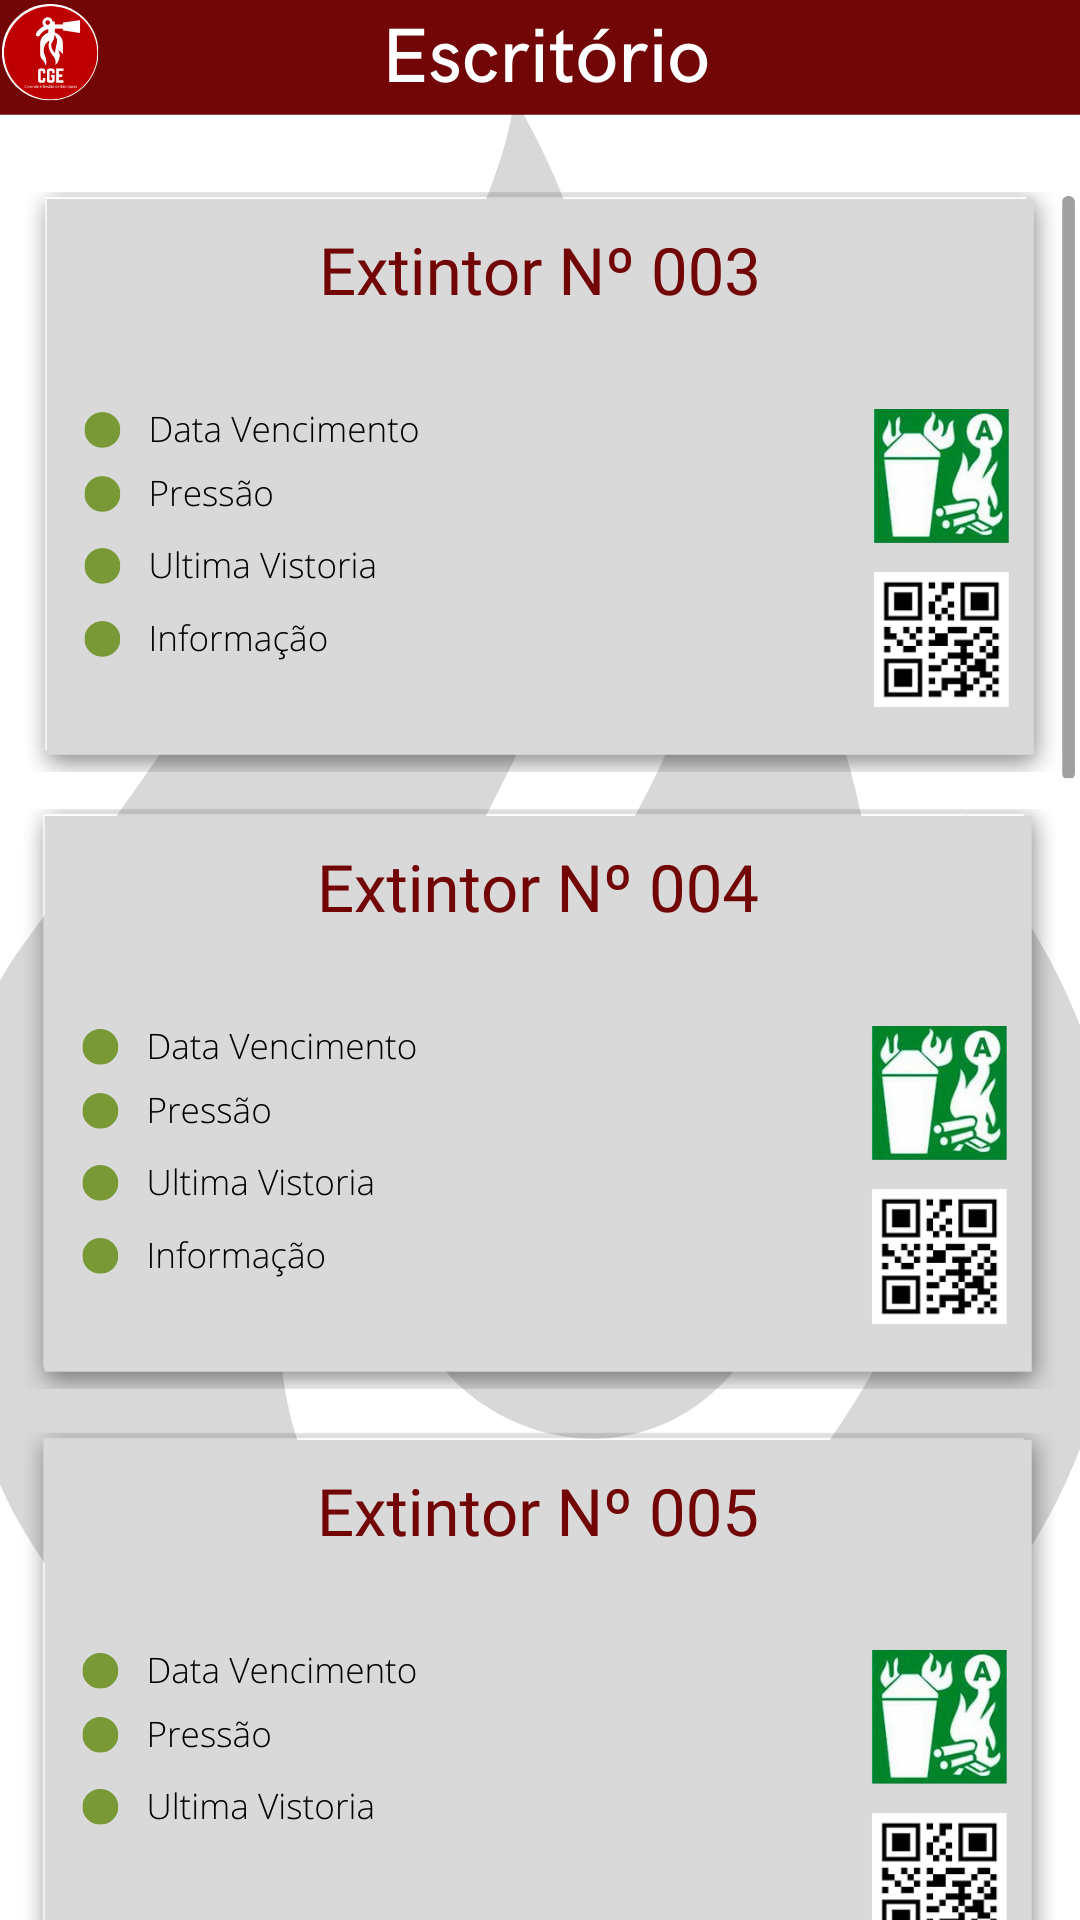 CGE
Escritório
Extintor Nº 003
Data Vencimento
A
Pressão
Ultima Vistoria
Informação
Extintor Nº 004
Data Vencimento
A
Pressão
Ultima Vistoria
Informação
Extintor Nº 005
Data Vencimento
A
Pressão
Ultima Vistoria